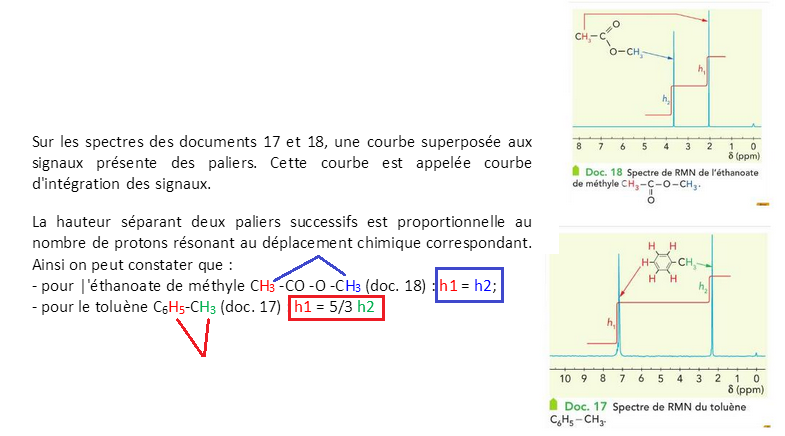 Sur les spectres des documents 17 et 18, une courbe superposée aux
signaux présente des paliers. Cette courbe est appelée courbe
d'intégration des signaux.
La hauteur séparant deux paliers successifs est proportionnelle au
nombre de protons résonant au déplacement chimique correspondant.
Ainsi on peut constater que :
- pour |'éthanoate de méthyle CH₃ -CO -O -CH₃ (doc. 18) : h1 = h2;
- pour le toluène C₆H₅-CH₃ (doc. 17) : h1 = 5/3 h2
CH₃-C
O
O-CH₃
h₁
h₂
8 7 6 5 4 3 2 1 0
δ (ppm)
Doc. 18 Spectre de RMN de l'éthanoate
de méthyle CH₃-C-O-CH₃.
O
H H
H CH₃
H H
h₁
h₂
10 9 8 7 6 5 4 3 2 1 0
δ (ppm)
Doc. 17 Spectre de RMN du toluène
C₆H₅-CH₃.